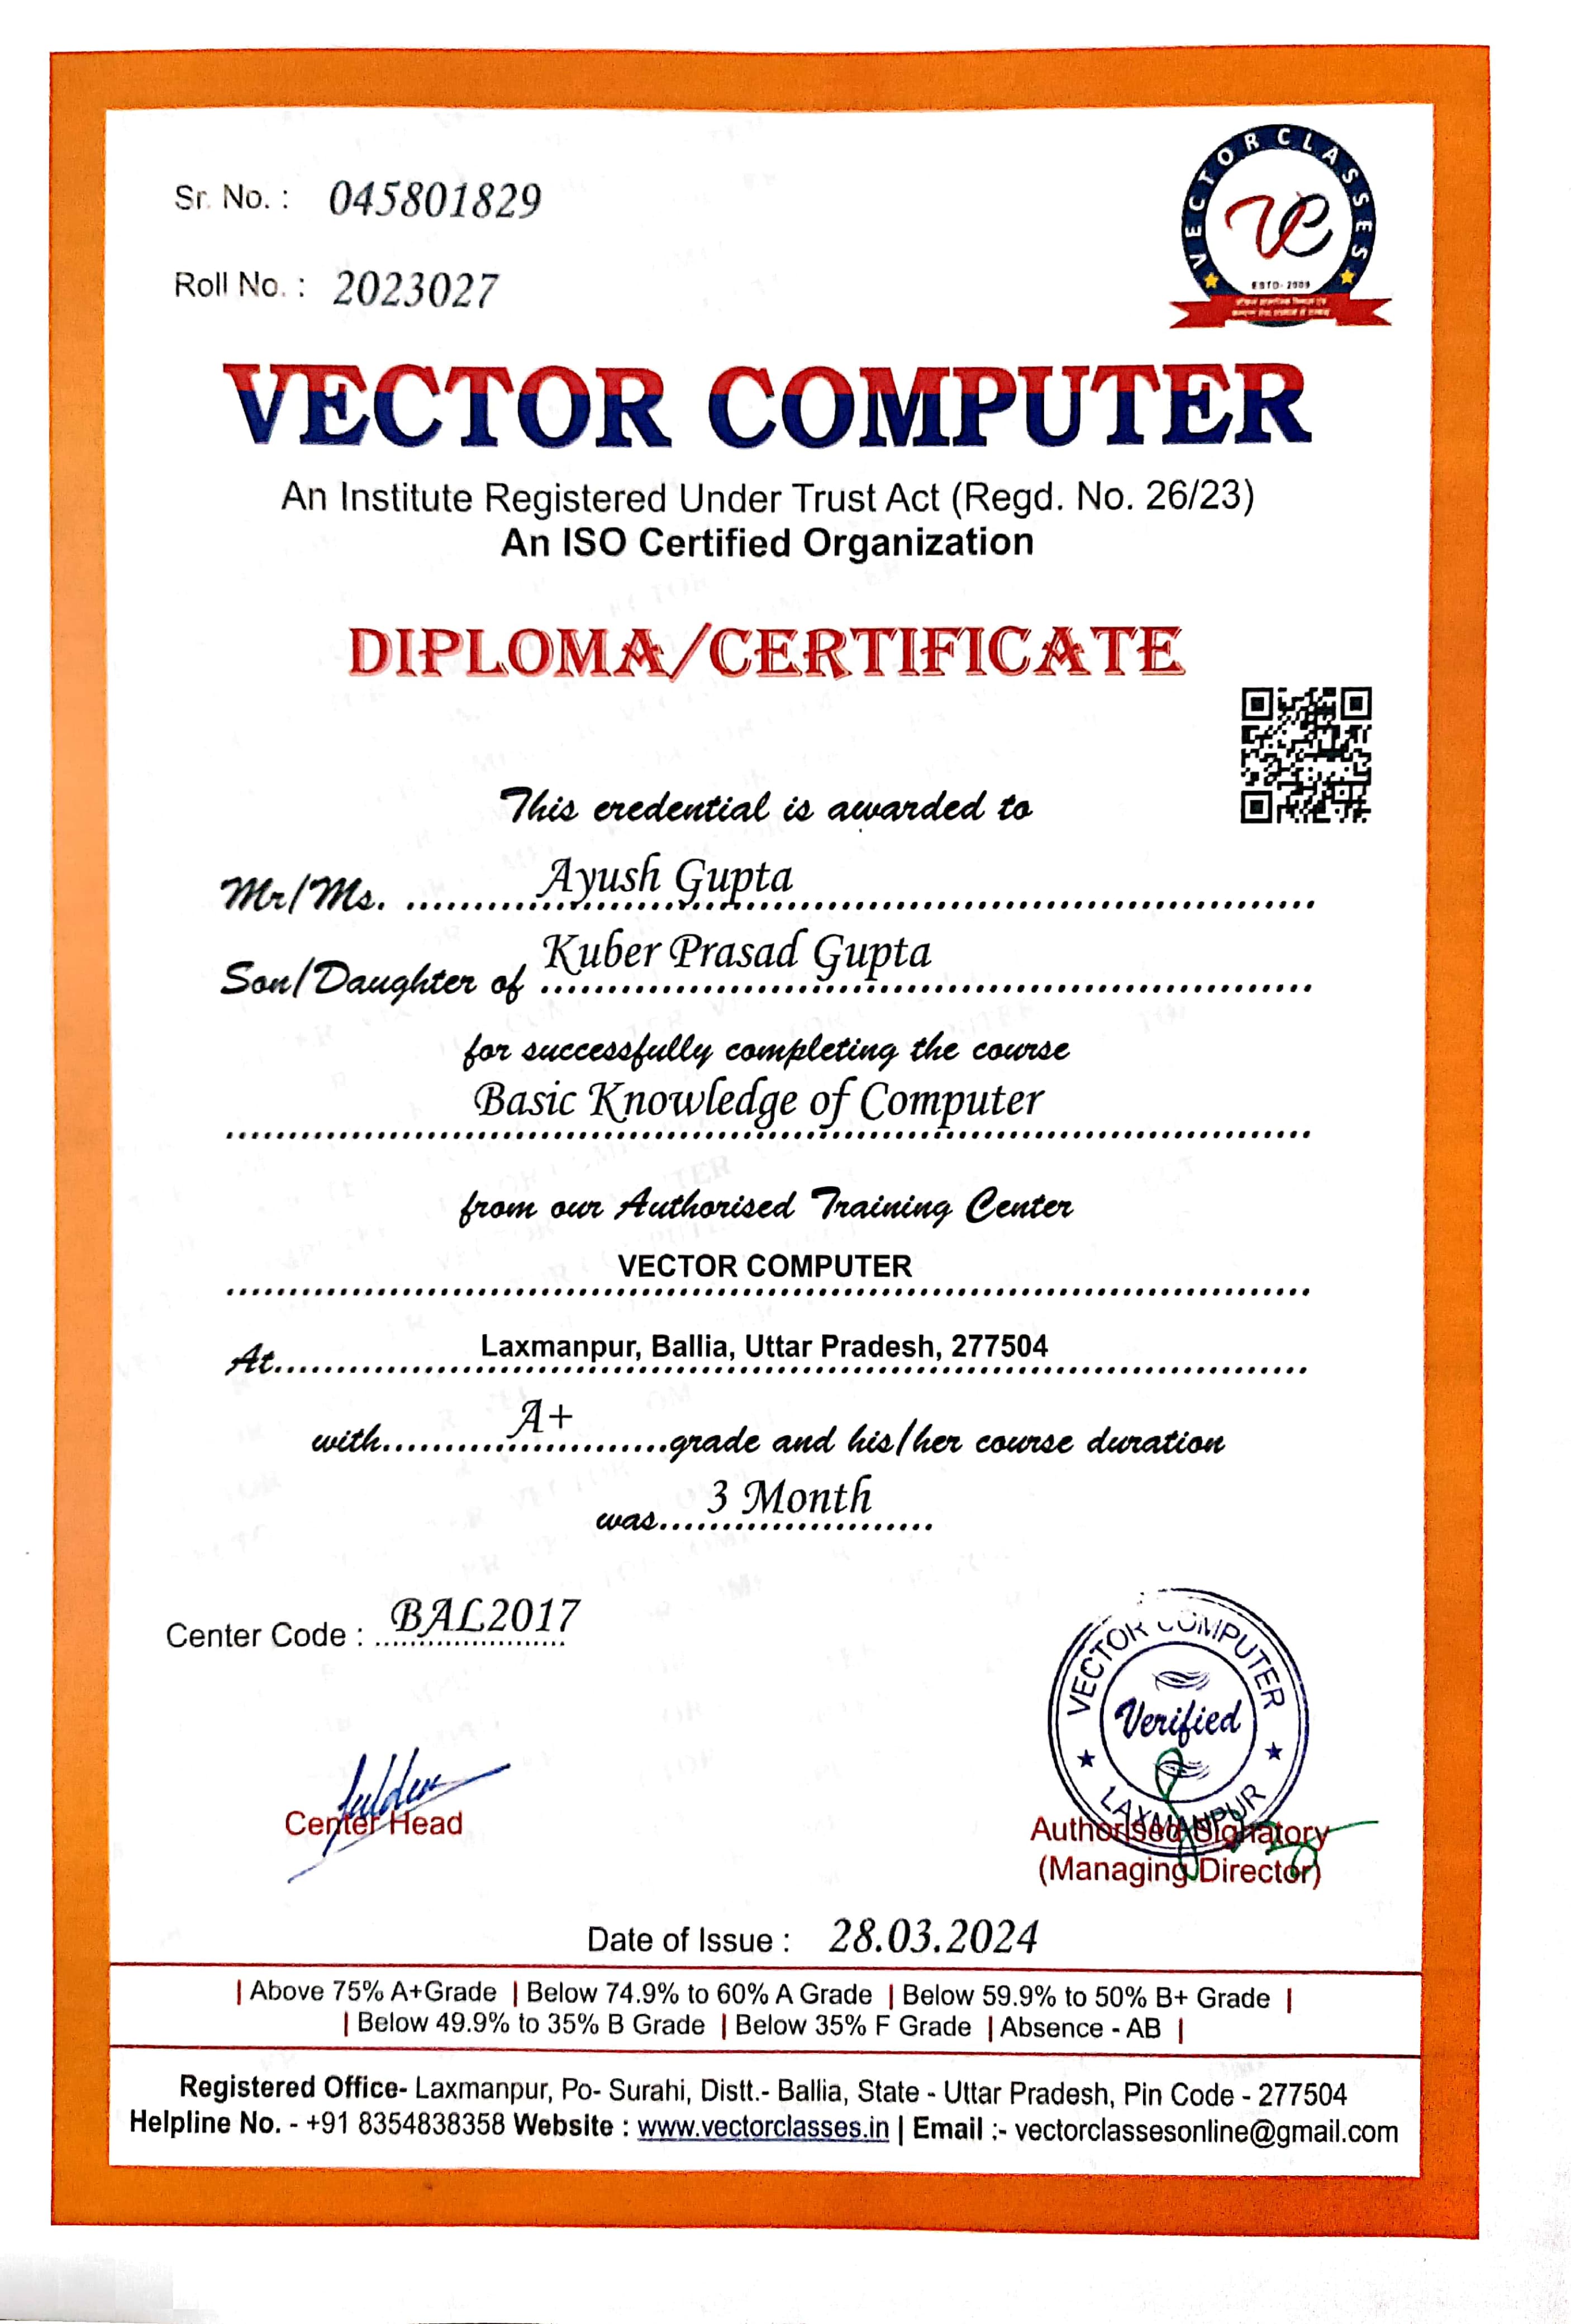 VECTOR CLASSES
VC
ESTD-2009
Sr. No. : 045801829
Roll No. : 2023027
VECTOR COMPUTER
An Institute Registered Under Trust Act (Regd. No. 26/23)
An ISO Certified Organization
DIPLOMA/CERTIFICATE
This credential is awarded to
Mr/Ms. Ayush Gupta
Son/Daughter of Kuber Prasad Gupta
for successfully completing the course
Basic Knowledge of Computer
from our Authorised Training Center
VECTOR COMPUTER
At Laxmanpur, Ballia, Uttar Pradesh, 277504
with A+ grade and his/her course duration
was 3 Month
Center Code : BAL2017
VECTOR COMPUTER
Verified
LAXMANPUR
Center Head
Authorised Signatory
(Managing Director)
Date of Issue : 28.03.2024
| Above 75% A+Grade | Below 74.9% to 60% A Grade | Below 59.9% to 50% B+ Grade |
| Below 49.9% to 35% B Grade | Below 35% F Grade | Absence - AB |
Registered Office- Laxmanpur, Po- Surahi, Distt.- Ballia, State - Uttar Pradesh, Pin Code - 277504
Helpline No. - +91 8354838358 Website : www.vectorclasses.in | Email :- vectorclassesonline@gmail.com